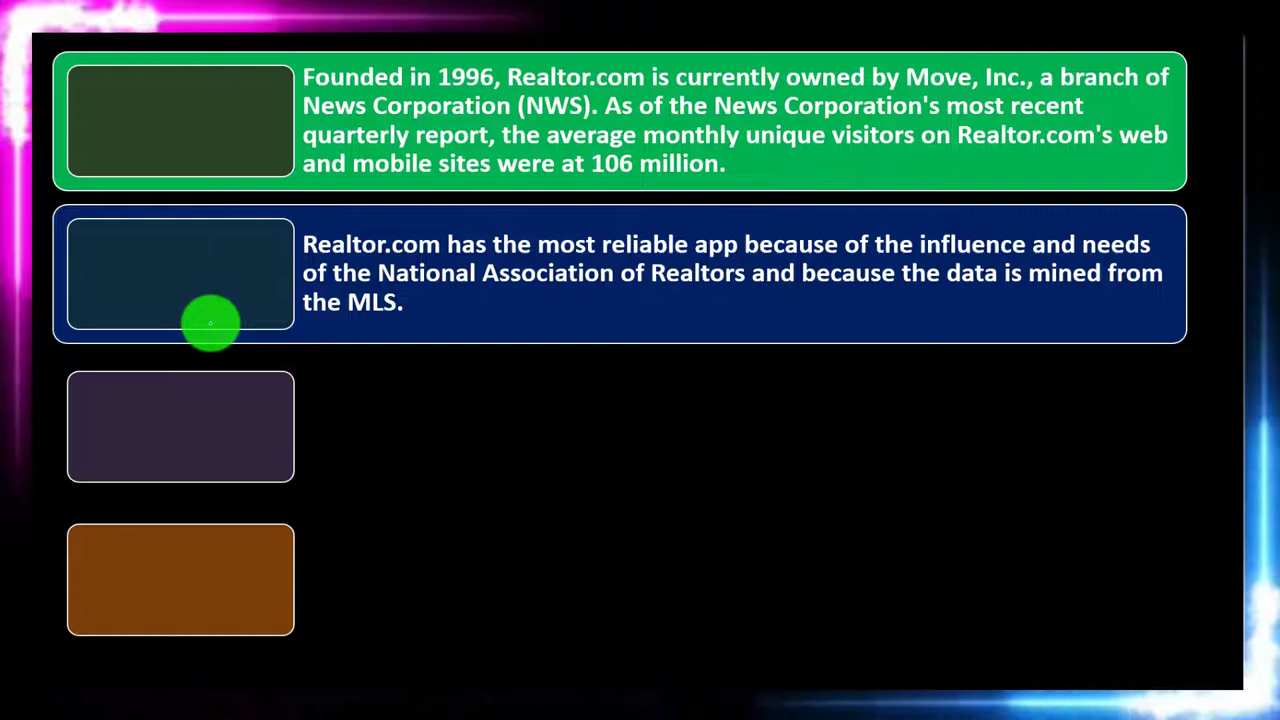 Founded in 1996, Realtor.com is currently owned by Move, Inc., a branch of
News Corporation (NWS). As of the News Corporation's most recent
quarterly report, the average monthly unique visitors on Realtor.com's web
and mobile sites were at 106 million.
Realtor.com has the most reliable app because of the influence and needs
of the National Association of Realtors and because the data is mined from
the MLS.